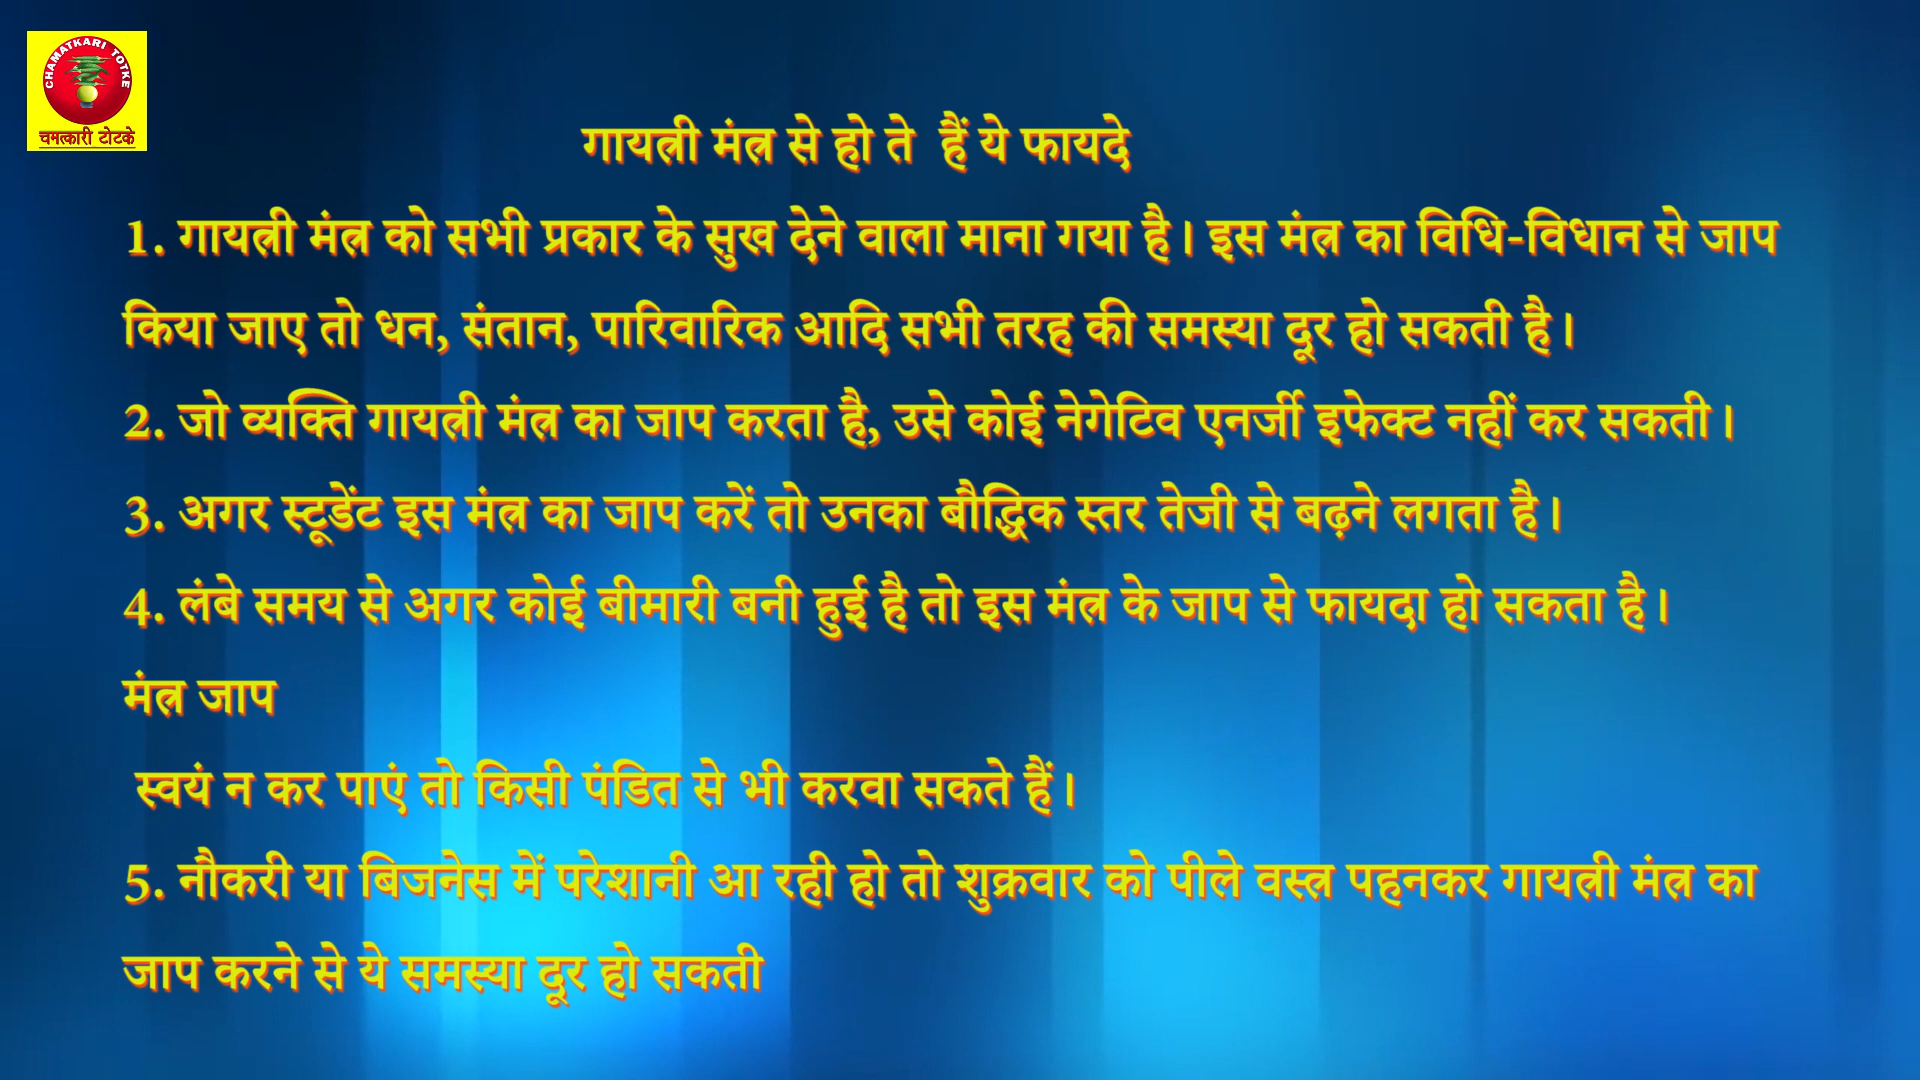 CHAMATKARI TOTKE
चमत्कारी टोटके
गायत्री मंत्र से हो ते हैं ये फायदे
1. गायत्री मंत्र को सभी प्रकार के सुख देने वाला माना गया है। इस मंत्र का विधि-विधान से जाप
किया जाए तो धन, संतान, पारिवारिक आदि सभी तरह की समस्या दूर हो सकती है।
2. जो व्यक्ति गायत्री मंत्र का जाप करता है, उसे कोई नेगेटिव एनर्जी इफेक्ट नहीं कर सकती।
3. अगर स्टूडेंट इस मंत्र का जाप करें तो उनका बौद्धिक स्तर तेजी से बढ़ने लगता है।
4. लंबे समय से अगर कोई बीमारी बनी हुई है तो इस मंत्र के जाप से फायदा हो सकता है।
मंत्र जाप
स्वयं न कर पाएं तो किसी पंडित से भी करवा सकते हैं।
5. नौकरी या बिजनेस में परेशानी आ रही हो तो शुक्रवार को पीले वस्त्र पहनकर गायत्री मंत्र का
जाप करने से ये समस्या दूर हो सकती